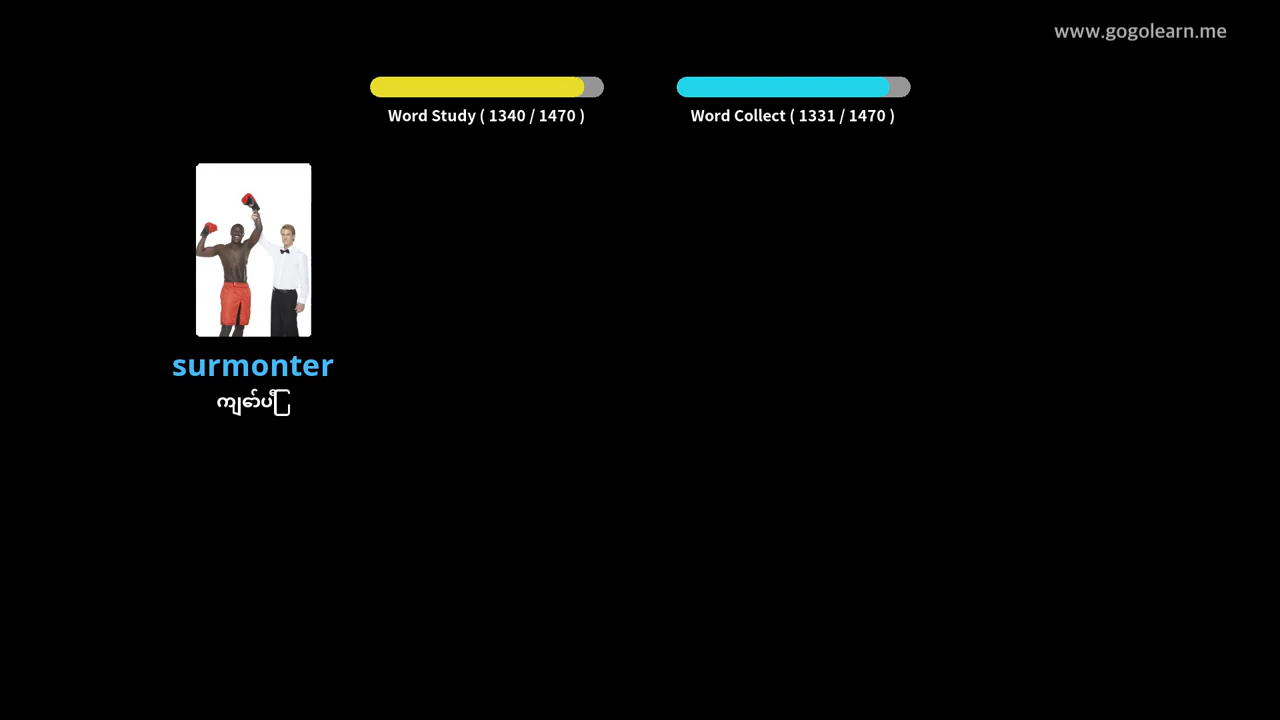 www.gogolearn.me
Word Study ( 1340 / 1470 )
Word Collect ( 1331 / 1470 )
surmonter
ကျော်ပြီ